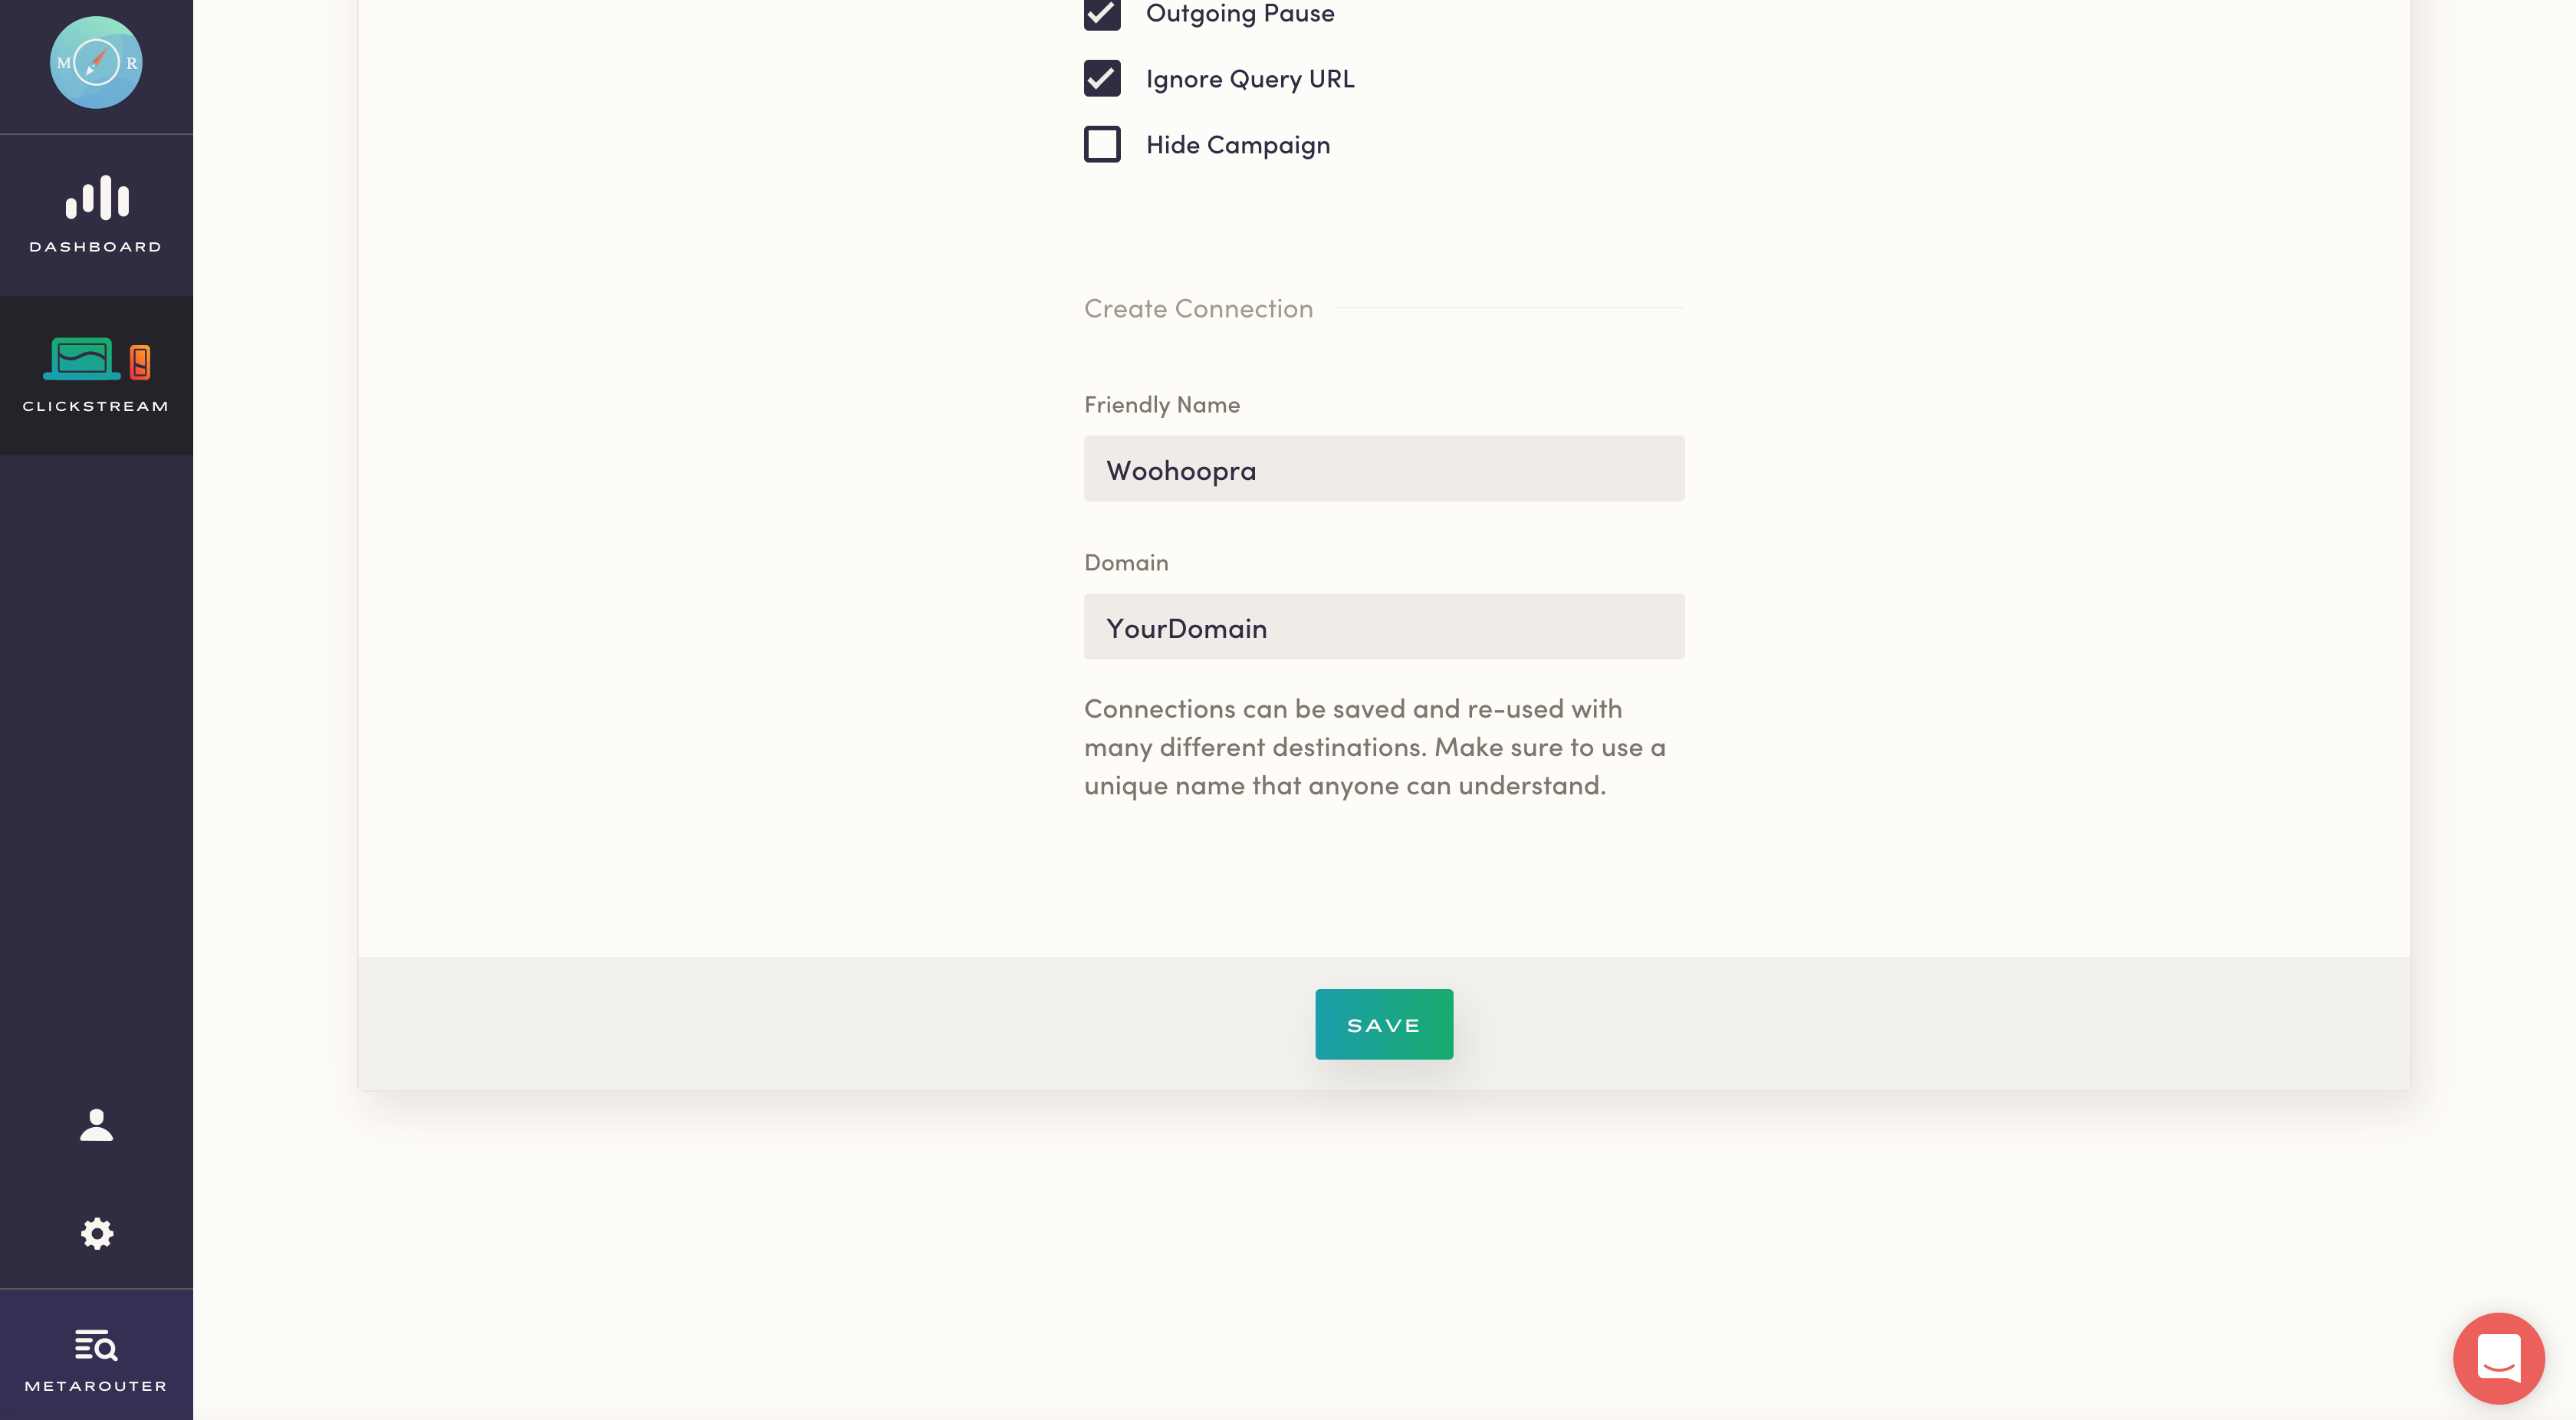 M R
DASHBOARD
CLICKSTREAM
Outgoing Pause
Ignore Query URL
Hide Campaign
Create Connection
Friendly Name
Woohoopra
Domain
YourDomain
Connections can be saved and re-used with
many different destinations. Make sure to use a
unique name that anyone can understand.
SAVE
METAROUTER